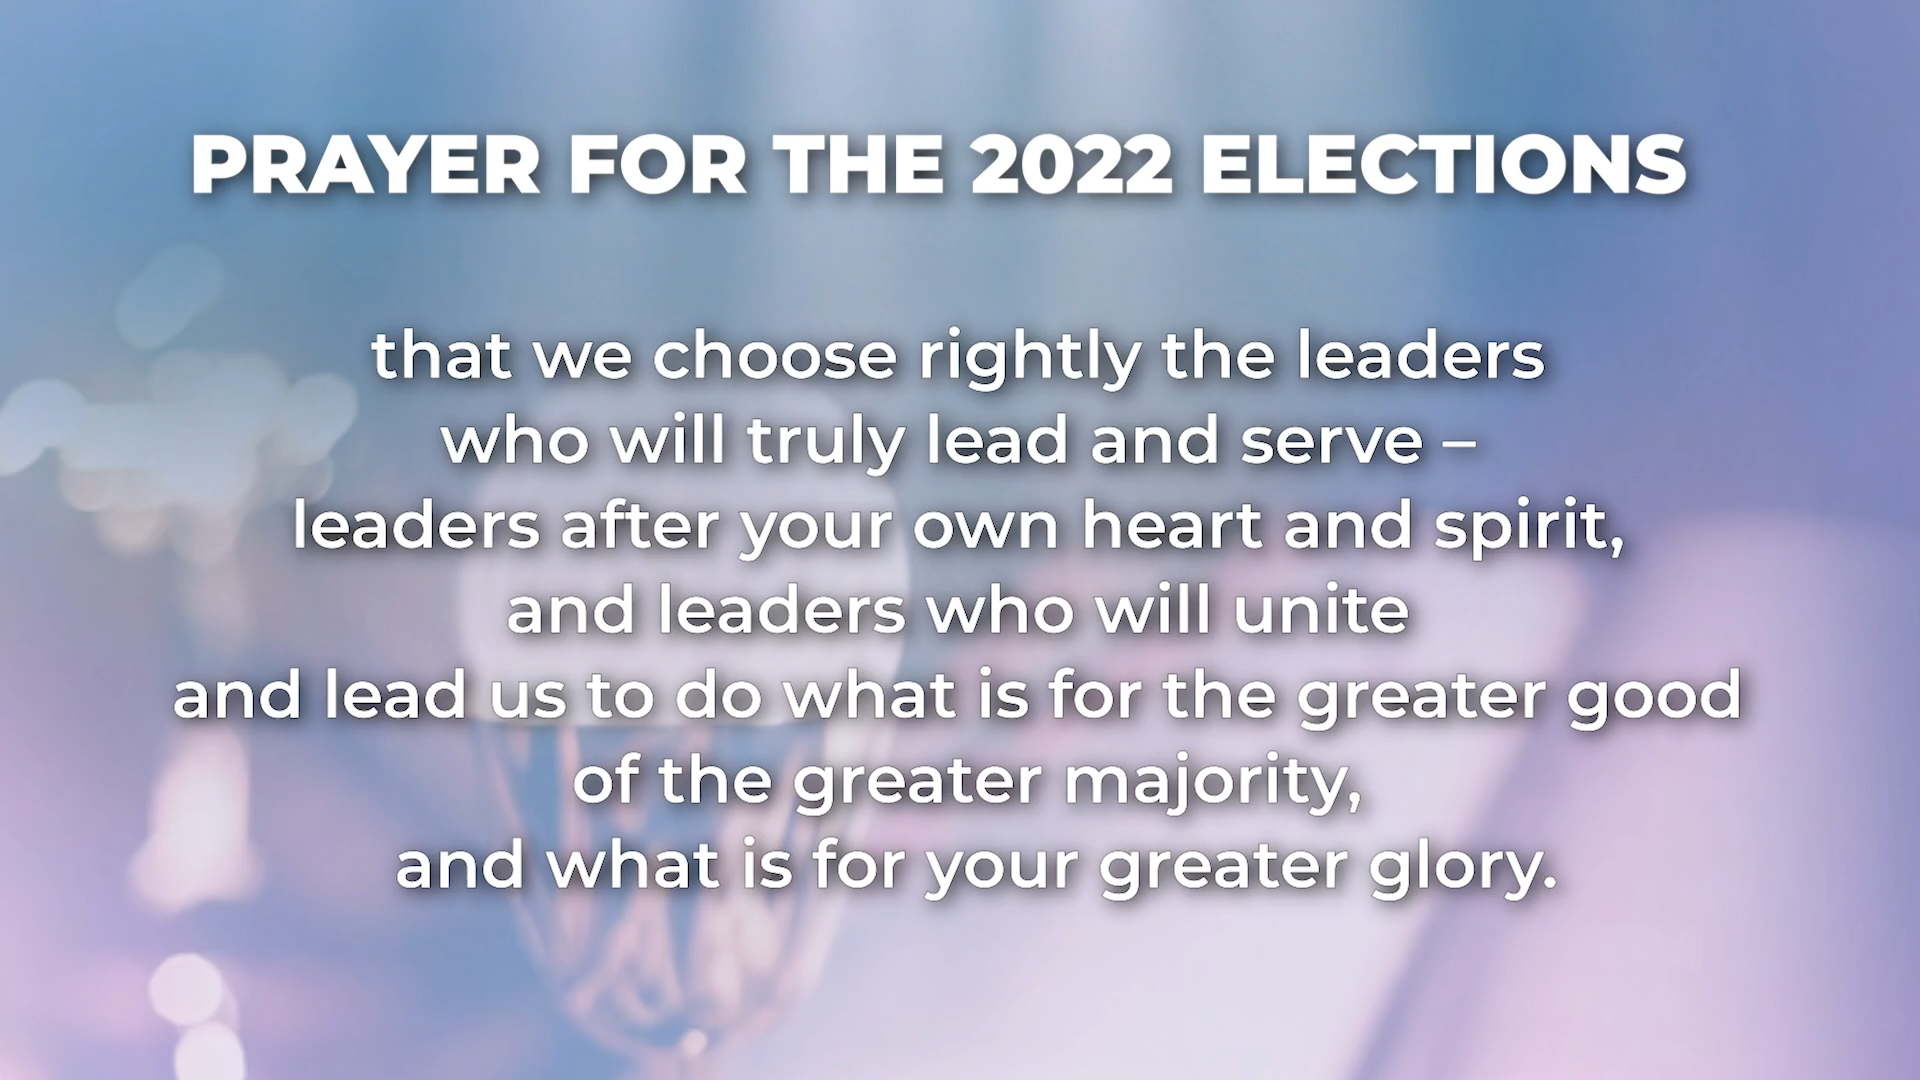 PRAYER FOR THE 2022 ELECTIONS
that we choose rightly the leaders
who will truly lead and serve –
leaders after your own heart and spirit,
and leaders who will unite
and lead us to do what is for the greater good
of the greater majority,
and what is for your greater glory.